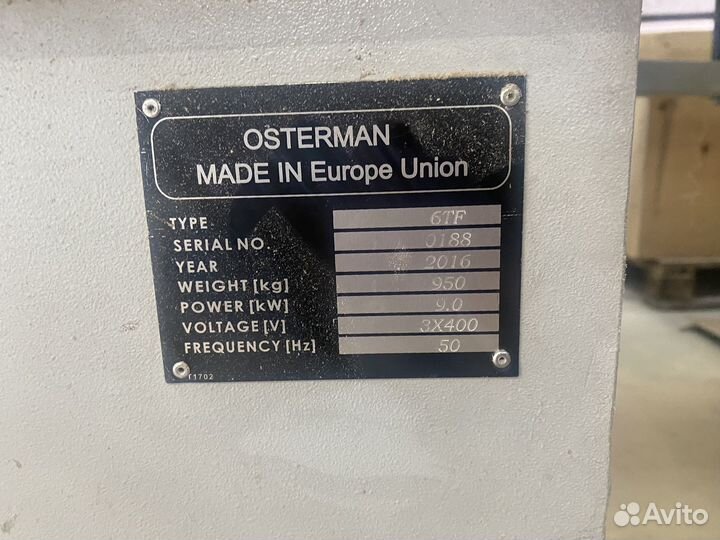 OSTERMAN
MADE IN Europe Union
TYPE 6TF
SERIAL NO. 0188
YEAR 2016
WEIGHT [kg] 950
POWER [kW] 9.0
VOLTAGE [V] 3X400
FREQUENCY [Hz] 50
T1702
Avito